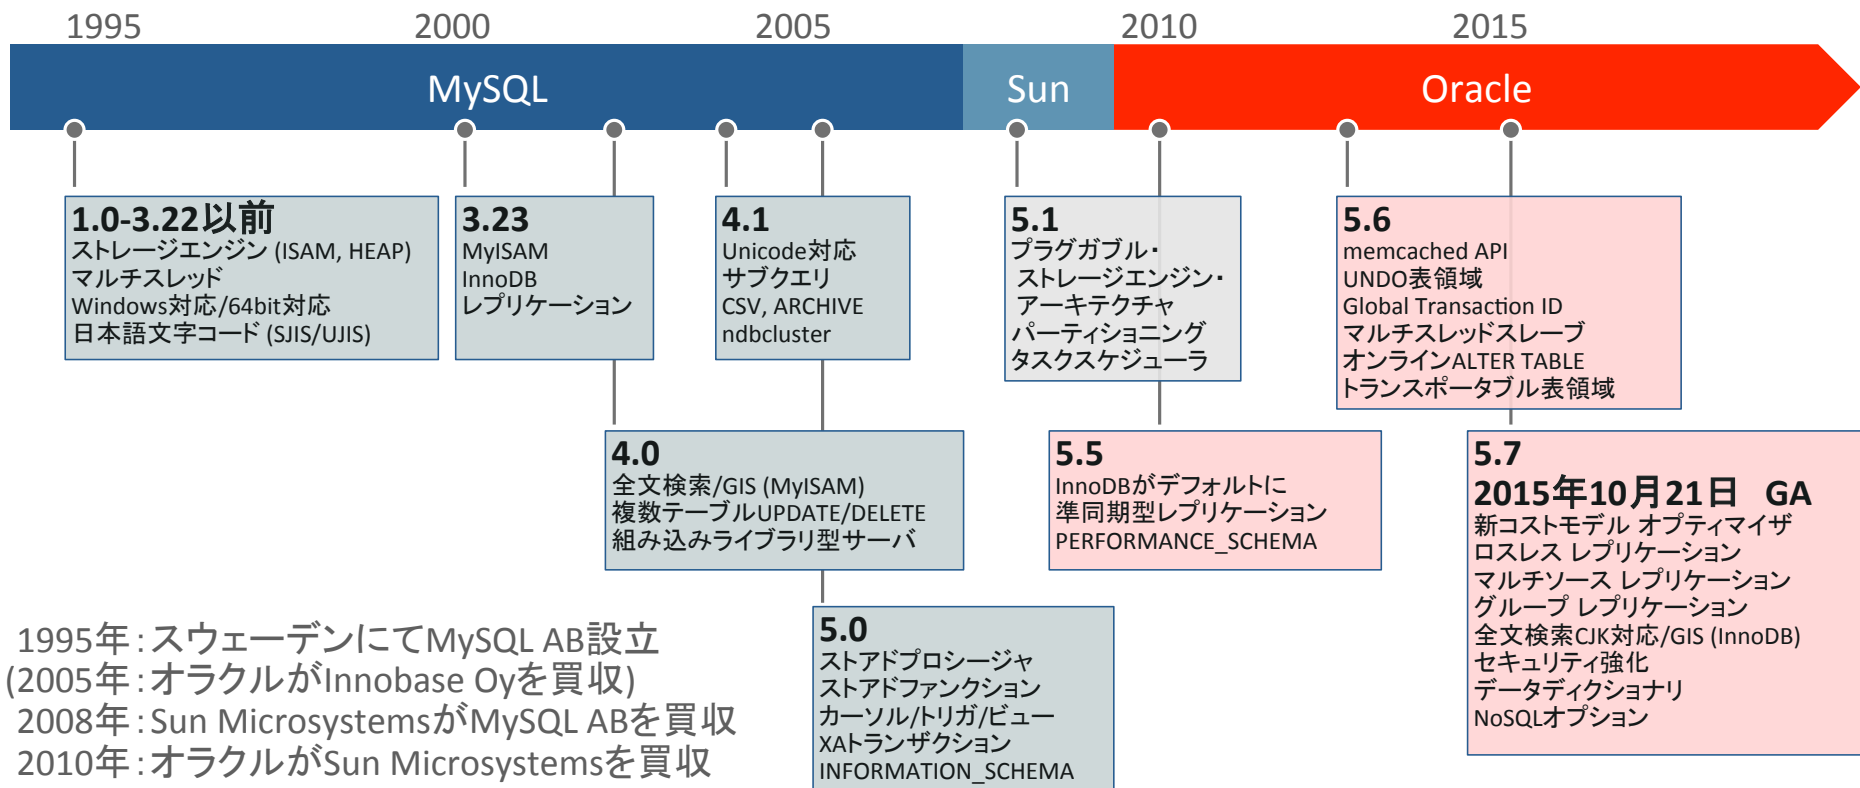 1995
2000
2005
2010
2015
MySQL
Sun
Oracle
1.0-3.22以前
ストレージエンジン (ISAM, HEAP)
マルチスレッド
Windows対応/64bit対応
日本語文字コード (SJIS/UJIS)
3.23
MyISAM
InnoDB
レプリケーション
4.1
Unicode対応
サブクエリ
CSV, ARCHIVE
ndbcluster
5.1
プラグガブル・
ストレージエンジン・
アーキテクチャ
パーティショニング
タスクスケジューラ
5.6
memcached API
UNDO表領域
Global Transaction ID
マルチスレッドスレーブ
オンラインALTER TABLE
トランスポータブル表領域
4.0
全文検索/GIS (MyISAM)
複数テーブルUPDATE/DELETE
組み込みライブラリ型サーバ
5.5
InnoDBがデフォルトに
準同期型レプリケーション
PERFORMANCE_SCHEMA
5.7
2015年10月21日 GA
新コストモデル オプティマイザ
ロスレス レプリケーション
マルチソース レプリケーション
グループ レプリケーション
全文検索CJK対応/GIS (InnoDB)
セキュリティ強化
データディクショナリ
NoSQLオプション
5.0
ストアドプロシージャ
ストアドファンクション
カーソル/トリガ/ビュー
XAトランザクション
INFORMATION_SCHEMA
1995年：スウェーデンにてMySQL AB設立
(2005年：オラクルがInnobase Oyを買収)
2008年：Sun MicrosystemsがMySQL ABを買収
2010年：オラクルがSun Microsystemsを買収